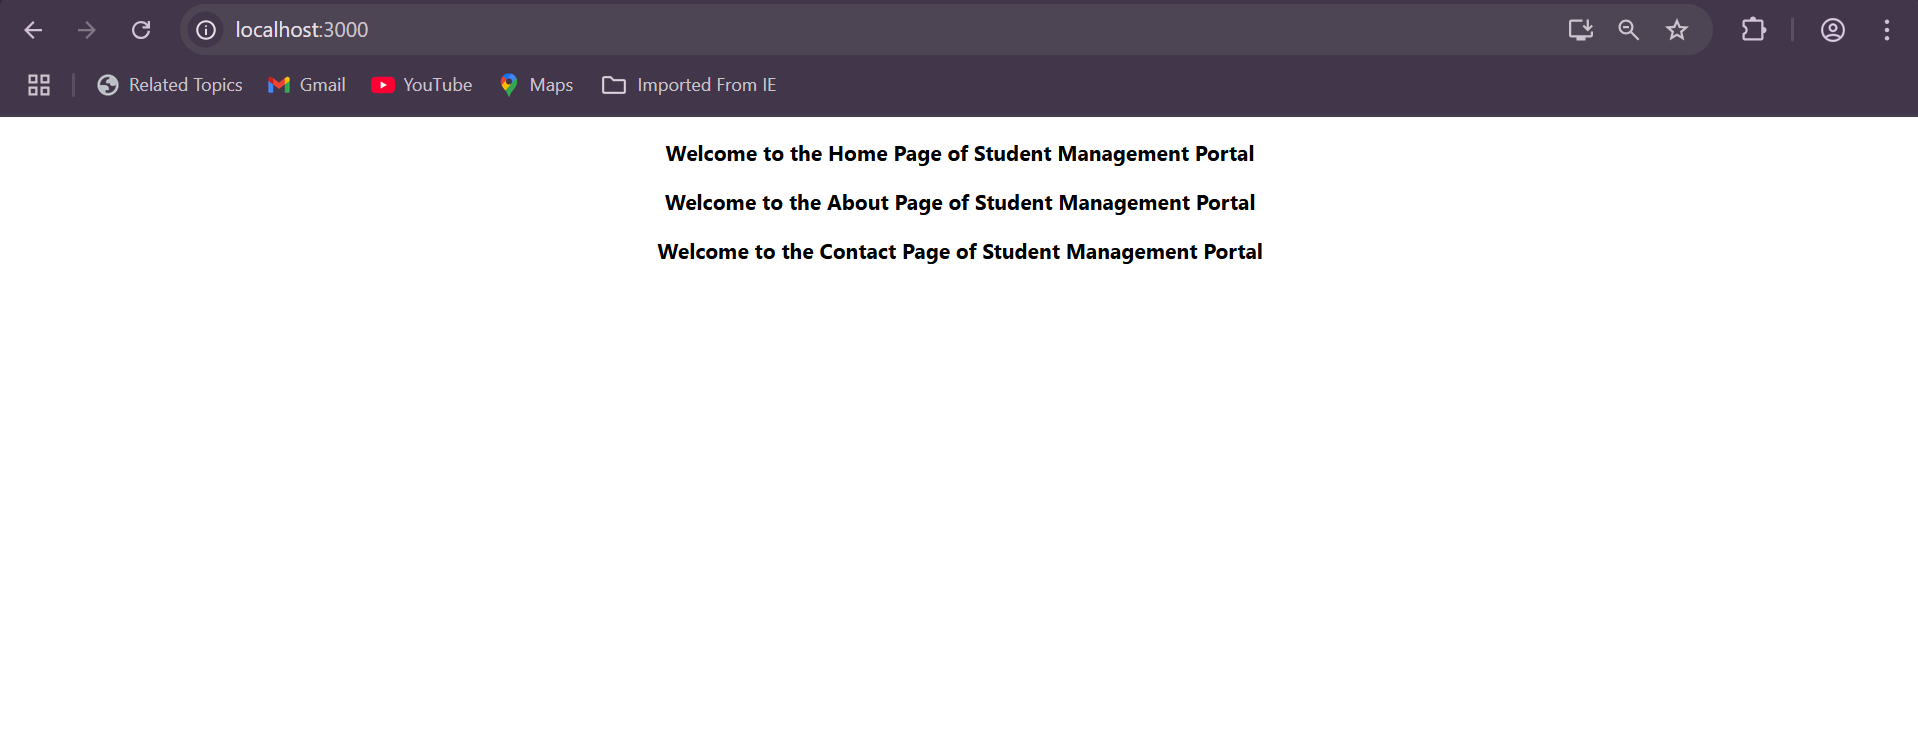 localhost:3000
Related Topics Gmail YouTube Maps Imported From IE
Welcome to the Home Page of Student Management Portal
Welcome to the About Page of Student Management Portal
Welcome to the Contact Page of Student Management Portal